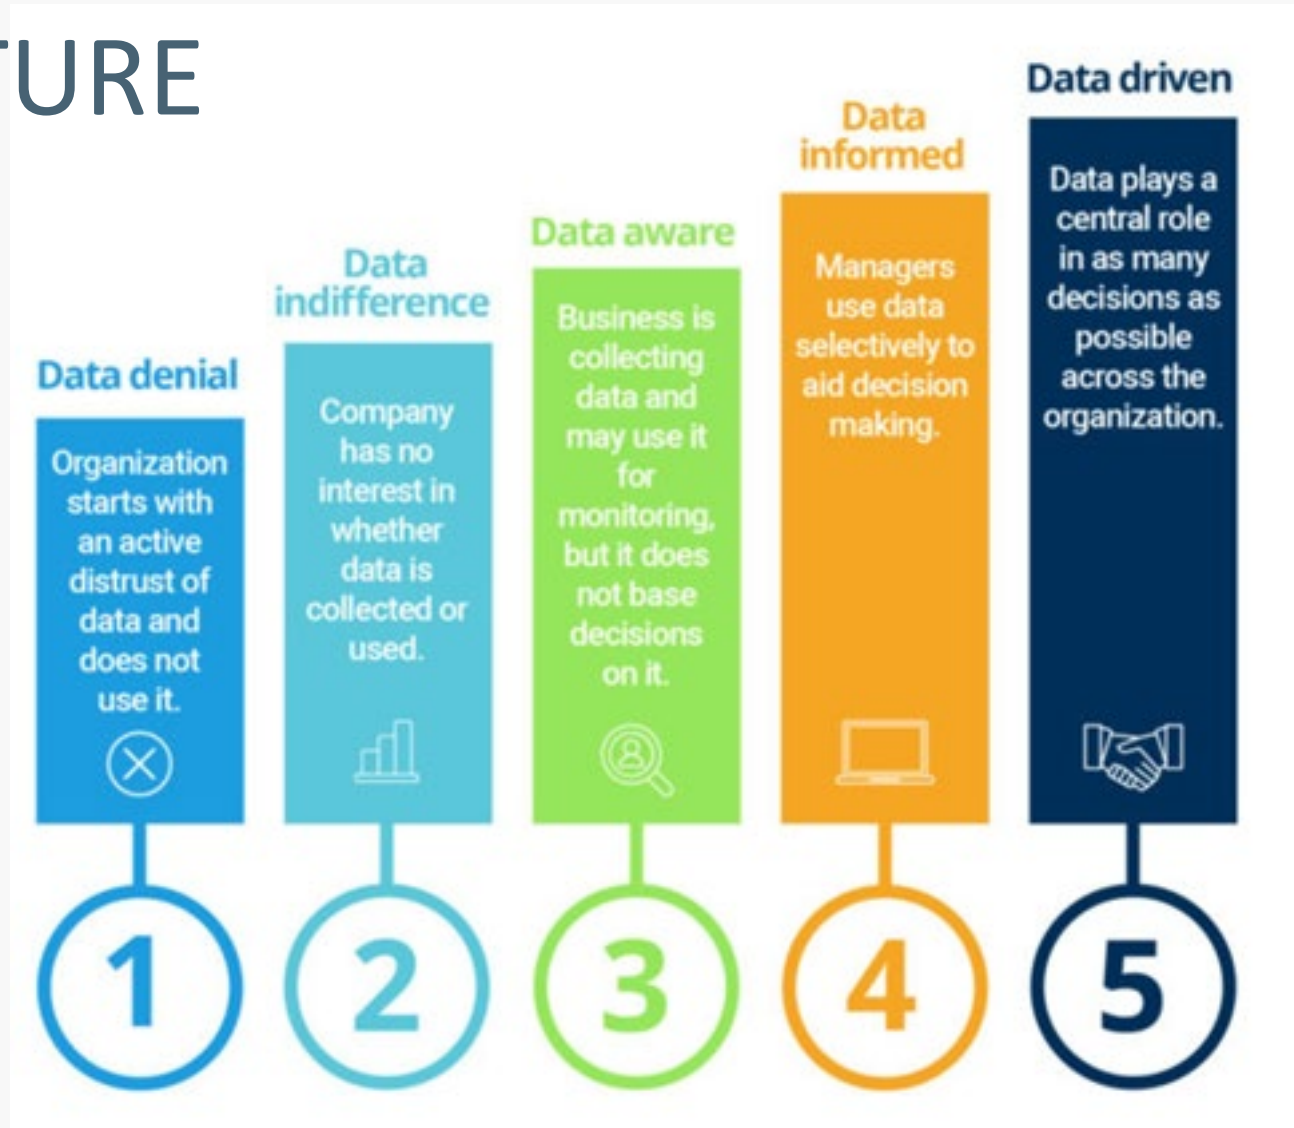 TURE
Data denial
Organization
starts with
an active
distrust of
data and
does not
use it.
1
Data
indifference
Company
has no
interest in
whether
data is
collected or
used.
2
Data aware
Business is
collecting
data and
may use it
for
monitoring,
but it does
not base
decisions
on it.
3
Data
informed
Managers
use data
selectively to
aid decision
making.
4
Data driven
Data plays a
central role
in as many
decisions as
possible
across the
organization.
5